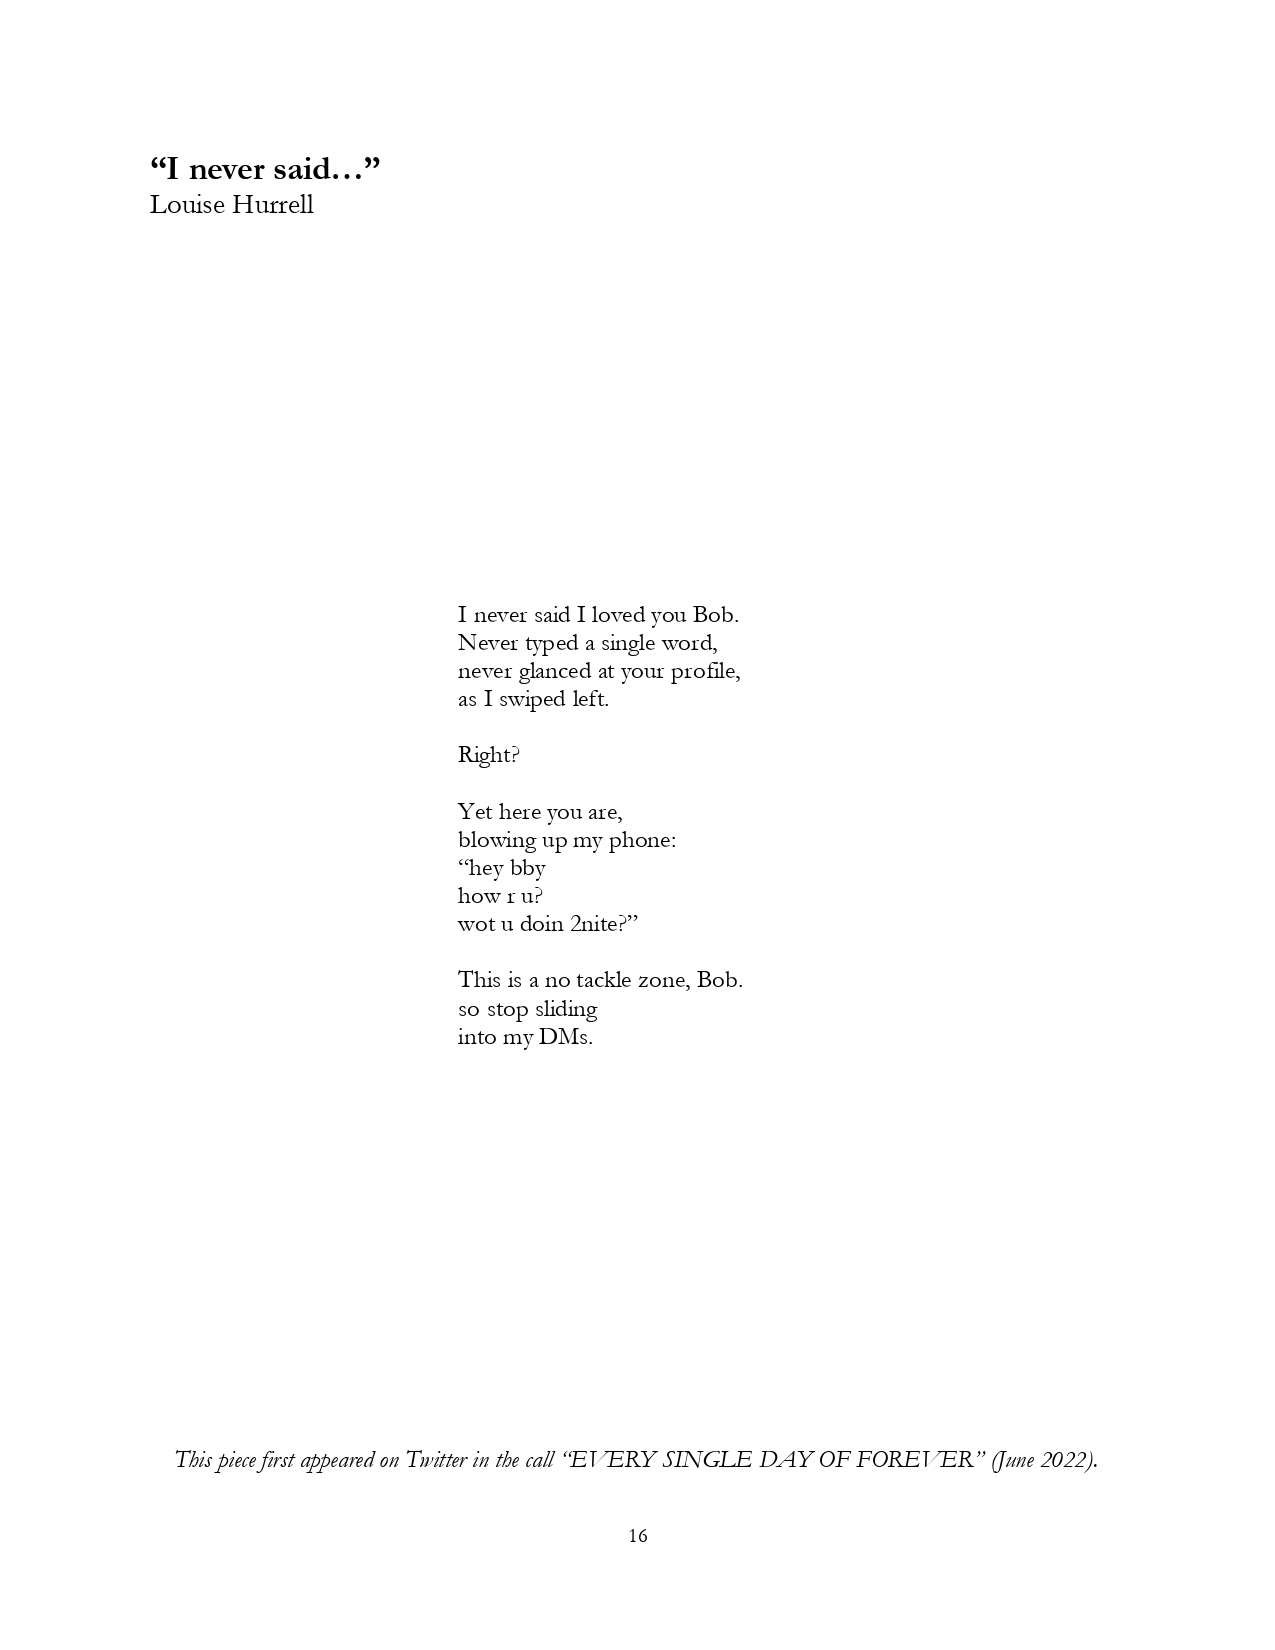 “I never said…”
Louise Hurrell
I never said I loved you Bob.
Never typed a single word,
never glanced at your profile,
as I swiped left.
Right?
Yet here you are,
blowing up my phone:
“hey bby
how r u?
wot u doin 2nite?”
This is a no tackle zone, Bob.
so stop sliding
into my DMs.
This piece first appeared on Twitter in the call “EVERY SINGLE DAY OF FOREVER” (June 2022).
16